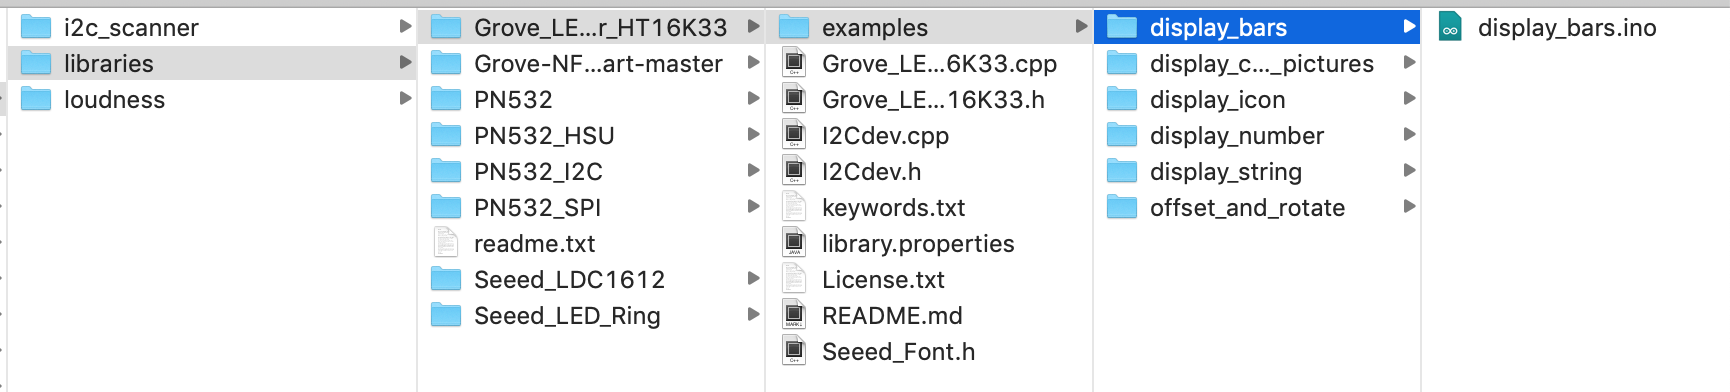 i2c_scanner
libraries
loudness
Grove_LE...r_HT16K33
Grove-NF...art-master
PN532
PN532_HSU
PN532_I2C
PN532_SPI
readme.txt
Seeed_LDC1612
Seeed_LED_Ring
examples
Grove_LE...6K33.cpp
Grove_LE...16K33.h
I2Cdev.cpp
I2Cdev.h
keywords.txt
library.properties
License.txt
README.md
Seeed_Font.h
display_bars
display_c..._pictures
display_icon
display_number
display_string
offset_and_rotate
display_bars.ino